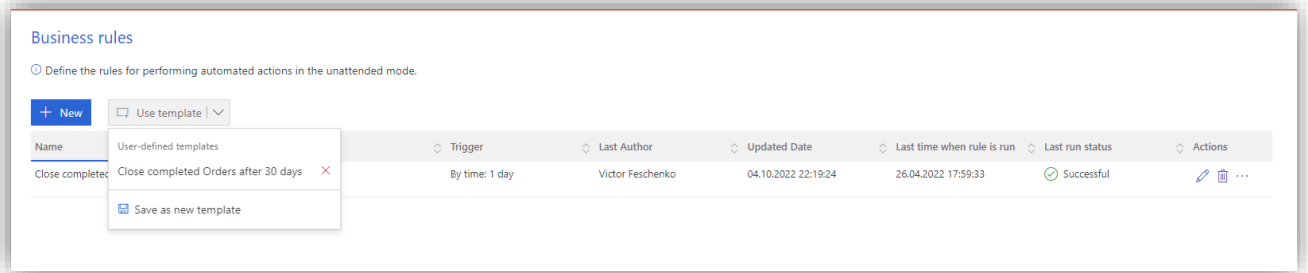 Business rules
Define the rules for performing automated actions in the unattended mode.
New
Use template
Name Trigger Last Author Updated Date Last time when rule is run Last run status Actions
User-defined templates
Close completed By time: 1 day Victor Feschenko 04.10.2022 22:19:24 26.04.2022 17:59:33 Successful
Close completed Orders after 30 days
Save as new template